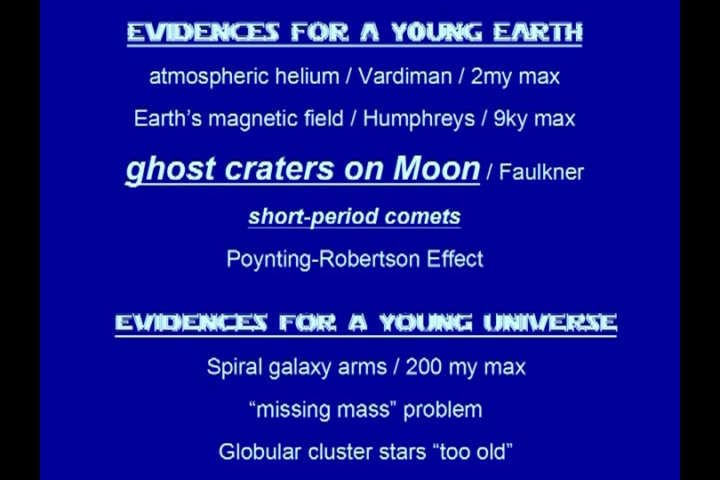 EVIDENCES FOR A YOUNG EARTH
atmospheric helium / Vardiman / 2my max
Earth's magnetic field / Humphreys / 9ky max
ghost craters on Moon / Faulkner
short-period comets
Poynting-Robertson Effect
EVIDENCES FOR A YOUNG UNIVERSE
Spiral galaxy arms / 200 my max
“missing mass” problem
Globular cluster stars “too old”